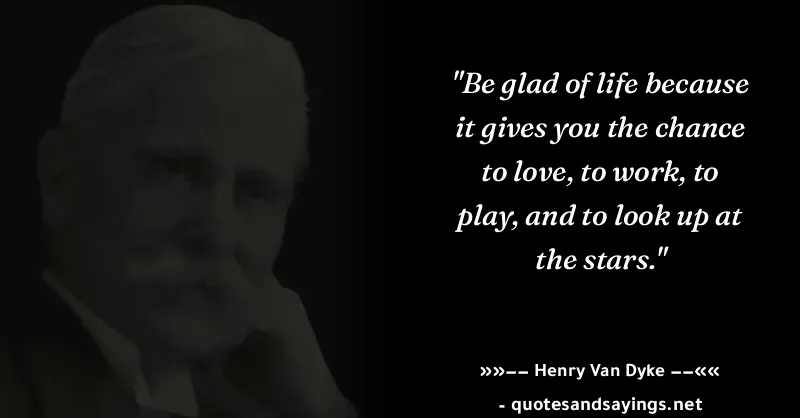 "Be glad of life because
it gives you the chance
to love, to work, to
play, and to look up at
the stars."
»»−− Henry Van Dyke −−««
- quotesandsayings.net